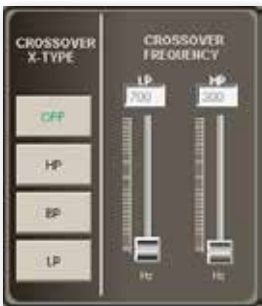 CROSSOVER
X-TYPE
OFF
HP
BP
LP
CROSSOVER
FREQUENCY
LP HP
700 300
Hz Hz